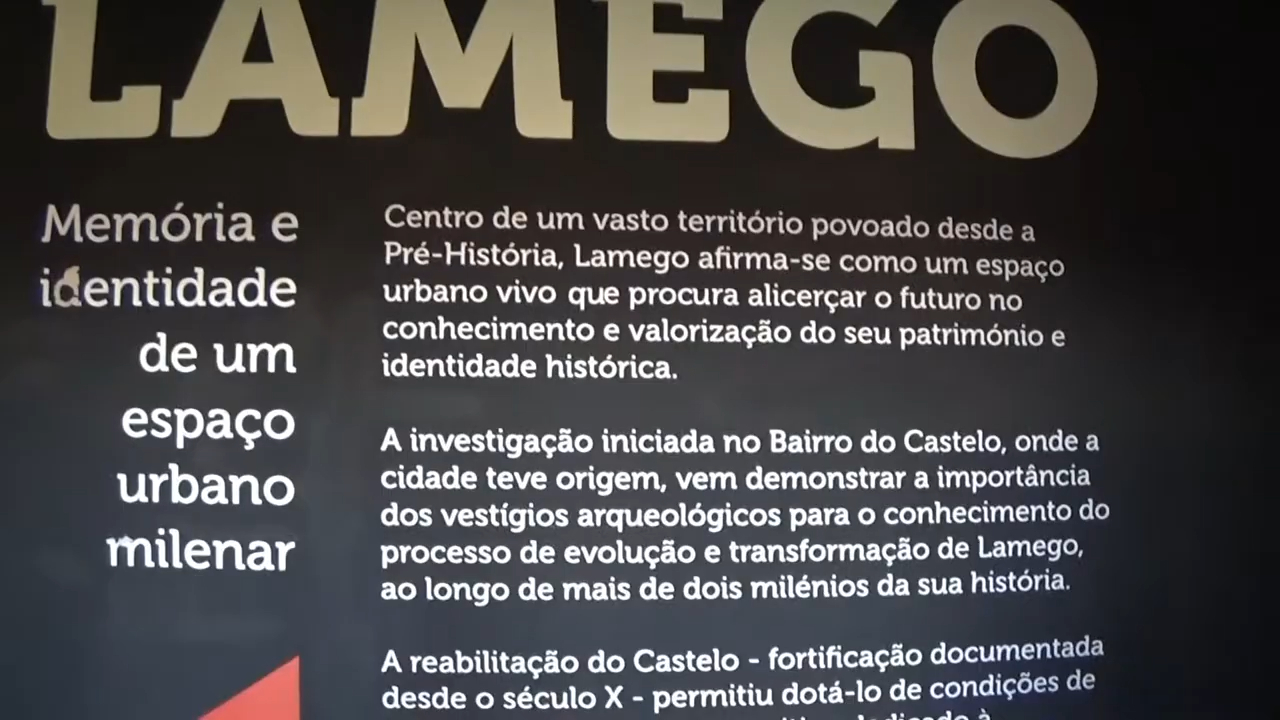 LAMEGO
Memória e
identidade
de um
espaço
urbano
milenar
Centro de um vasto território povoado desde a
Pré-História, Lamego afirma-se como um espaço
urbano vivo que procura alicerçar o futuro no
conhecimento e valorização do seu património e
identidade histórica.
A investigação iniciada no Bairro do Castelo, onde a
cidade teve origem, vem demonstrar a importância
dos vestígios arqueológicos para o conhecimento do
processo de evolução e transformação de Lamego,
ao longo de mais de dois milénios da sua história.
A reabilitação do Castelo - fortificação documentada
desde o século X - permitiu dotá-lo de condições de